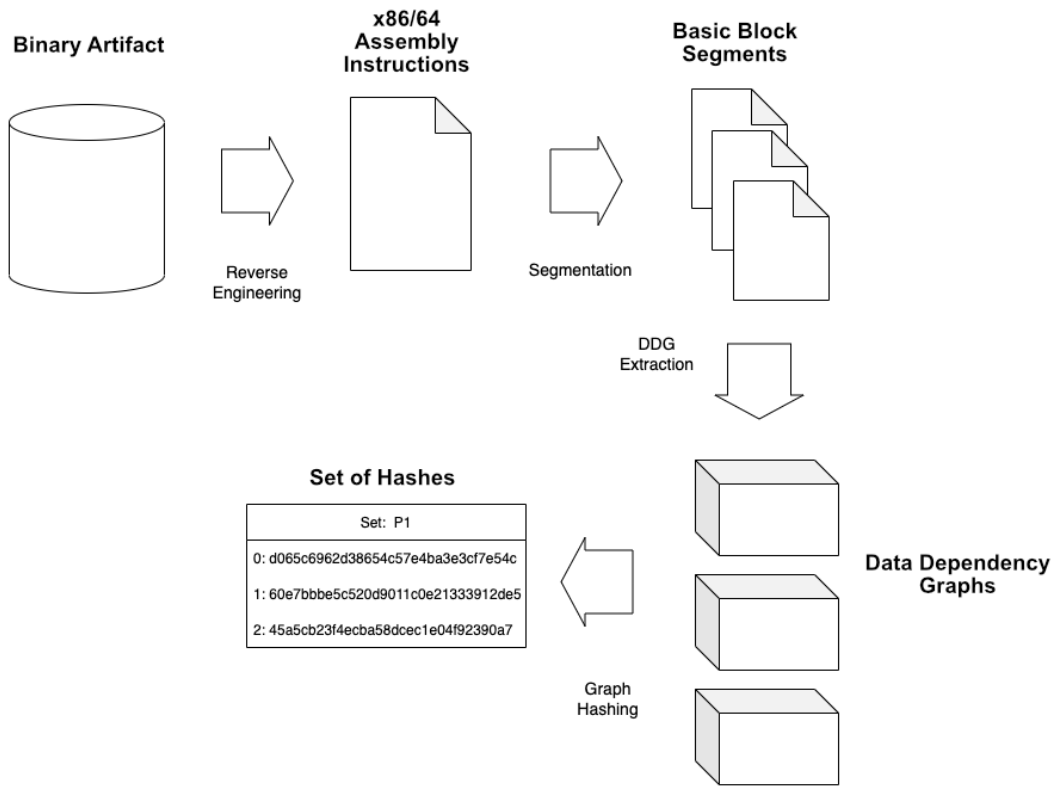 Binary Artifact
x86/64
Assembly
Instructions
Basic Block
Segments
Reverse
Engineering
Segmentation
DDG
Extraction
Data Dependency
Graphs
Graph
Hashing
Set of Hashes
Set:  P1
0: d065c6962d38654c57e4ba3e3cf7e54c
1: 60e7bbbe5c520d9011c0e21333912de5
2: 45a5cb23f4ecba58dcec1e04f92390a7